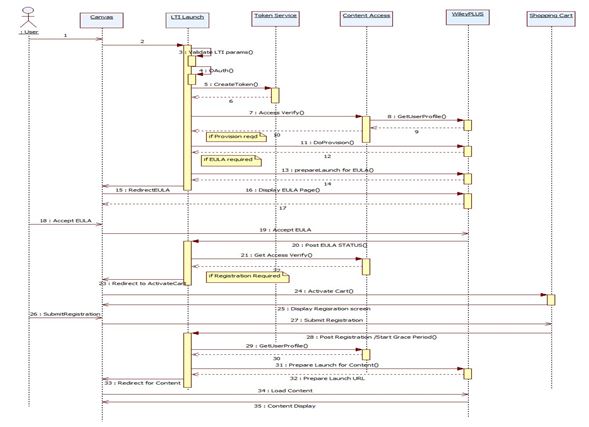 Canvas
LTI Launch
Token Service
Content Access
WileyPLUS
Shopping Cart
: User
1
2
3 : Validate LTI params()
4 : OAuth()
5 : CreateToken()
6
7 : Access Verify()
8 : GetUserProfile()
9
if Provision reqd
10
11 : DoProvision()
12
if EULA required
13 : prepareLaunch for EULA()
14
15 : RedirectEULA
16 : Display EULA Page()
17
18 : Accept EULA
19 : Accept EULA
20 : Post EULA STATUS()
21 : Get Access Verify()
if Registration Required
23 : Redirect to ActivateCart
24 : Activate Cart()
25 : Display Regisration screen
26 : SubmitRegistration
27 : Submit Registration
28 : Post Registration /Start Grace Period()
29 : GetUserProfile()
30
31 : Prepare Launch for Content()
32 : Prepare Launch URL
33 : Redirect for Content
34 : Load Content
35 : Content Display